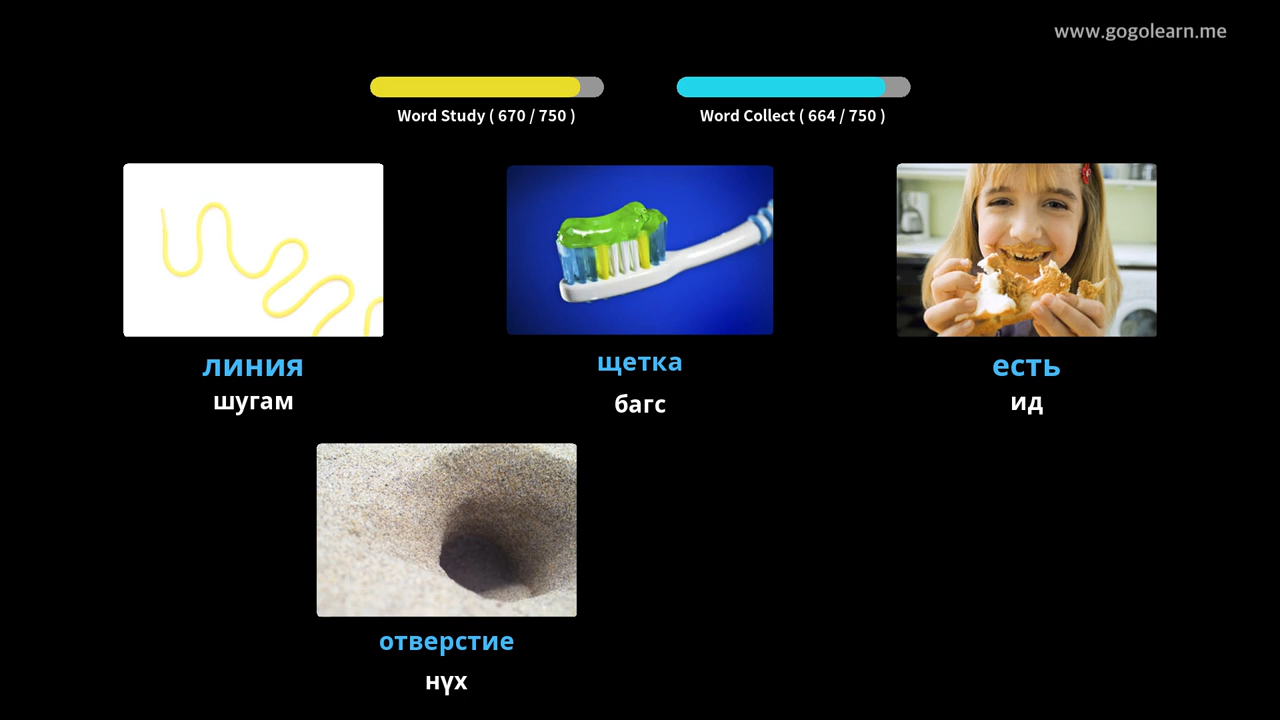 www.gogolearn.me
Word Study ( 670 / 750 )
Word Collect ( 664 / 750 )
линия
шугам
щетка
багс
есть
ид
отверстие
нүх